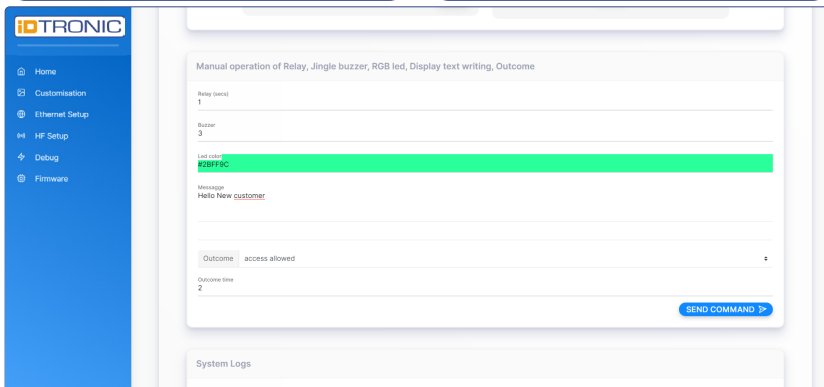 iDTRONIC
Home
Customisation
Ethernet Setup
HF Setup
Debug
Firmware
Manual operation of Relay, Jingle buzzer, RGB led, Display text writing, Outcome
Relay (secs)
1
Buzzer
3
Led color
#2BFF9C
Messagge
Hello New customer
Outcome access allowed
Outcome time
2
SEND COMMAND
System Logs